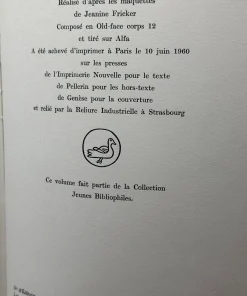 Réalisé d'après les maquettes
de Jeanine Fricker
Composé en Old-face corps 12
et tiré sur Alfa
A été achevé d'imprimer à Paris le 10 juin 1960
sur les presses
de l'Imprimerie Nouvelle pour le texte
de Pelleria pour les hors-texte
de Genèse pour la couverture
et relié par la Reliure Industrielle à Strasbourg
Ce volume fait partie de la Collection
Jeunes Bibliophiles.